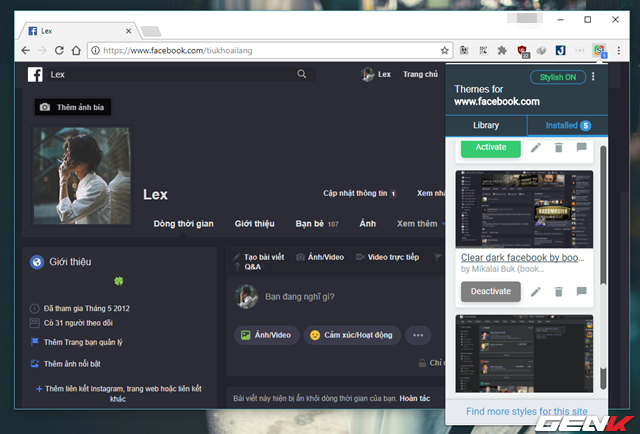 Lex
https://www.facebook.com/tiukhoailang
22
1
Lex
Lex
Trang chủ
Thêm ảnh bìa
Lex
Cập nhật thông tin 1
Xem nhậ
Dòng thời gian
Giới thiệu
Bạn bè 107
Ảnh
Xem thêm
Giới thiệu
Đã tham gia Tháng 5 2012
Có 31 người theo dõi
Thêm Trang bạn quản lý
Thêm ảnh nổi bật
+ Thêm liên kết Instagram, trang web hoặc liên kết
khác
Tạo bài viết
Ảnh/Video
Video trực tiếp
? Q&A
Bạn đang nghĩ gì?
Ảnh/Video
Cảm xúc/Hoạt động
Chỉ
Bài viết này hiện bị ẩn khỏi dòng thời gian của bạn. Hoàn tác
Stylish ON
Themes for
www.facebook.com
Library
Installed 5
Activate
Clear dark facebook by boo...
by Mikalai Buk (book...
Deactivate
Find more styles for this site
GENK